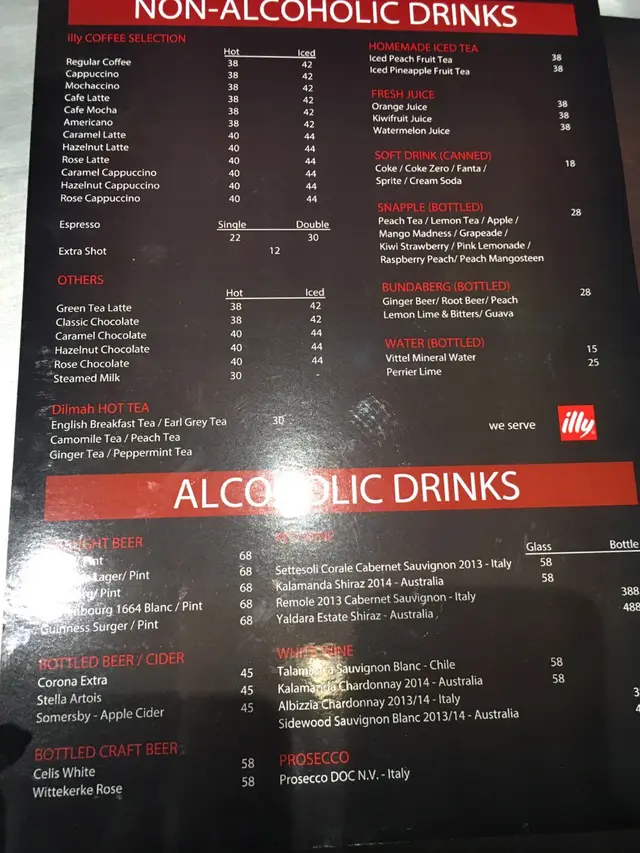 NON-ALCOHOLIC DRINKS
illy COFFEE SELECTION
Hot Iced
Regular Coffee 38 42
Cappuccino 38 42
Mochaccino 38 42
Cafe Latte 38 42
Cafe Mocha 38 42
Americano 38 42
Caramel Latte 40 44
Hazelnut Latte 40 44
Rose Latte 40 44
Caramel Cappuccino 40 44
Hazelnut Cappuccino 40 44
Rose Cappuccino 40 44
Espresso Single Double
22 30
Extra Shot 12
OTHERS
Hot Iced
Green Tea Latte 38 42
Classic Chocolate 38 42
Caramel Chocolate 40 44
Hazelnut Chocolate 40 44
Rose Chocolate 40 44
Steamed Milk 30 -
Dilmah HOT TEA
English Breakfast Tea / Earl Grey Tea 30
Camomile Tea / Peach Tea
Ginger Tea / Peppermint Tea
HOMEMADE ICED TEA
Iced Peach Fruit Tea 38
Iced Pineapple Fruit Tea 38
FRESH JUICE
Orange Juice 38
Kiwifruit Juice 38
Watermelon Juice 38
SOFT DRINK (CANNED)
Coke / Coke Zero / Fanta / 18
Sprite / Cream Soda
SNAPPLE (BOTTLED)
Peach Tea / Lemon Tea / Apple / 28
Mango Madness / Grapeade /
Kiwi Strawberry / Pink Lemonade /
Raspberry Peach/ Peach Mangosteen
BUNDABERG (BOTTLED)
Ginger Beer/ Root Beer/ Peach 28
Lemon Lime & Bitters/ Guava
WATER (BOTTLED)
Vittel Mineral Water 15
Perrier Lime 25
we serve illy
ALCOHOLIC DRINKS
BEER
Pint 68
Lager/ Pint 68
/ Pint 68
1664 Blanc / Pint 68
Guinness Surger / Pint 68
BOTTLED BEER / CIDER
Corona Extra 45
Stella Artois 45
Somersby - Apple Cider 45
BOTTLED CRAFT BEER
Celis White 58
Wittekerke Rose 58
Glass Bottle
Settesoli Corale Cabernet Sauvignon 2013 - Italy 58
Kalamanda Shiraz 2014 - Australia 58
Remole 2013 Cabernet Sauvignon - Italy 388
Yaldara Estate Shiraz - Australia 488
WHITE WINE
Sauvignon Blanc - Chile 58
Kalamanda Chardonnay 2014 - Australia 58
Albizzia Chardonnay 2013/14 - Italy
Sidewood Sauvignon Blanc 2013/14 - Australia
PROSECCO
Prosecco DOC N.V. - Italy